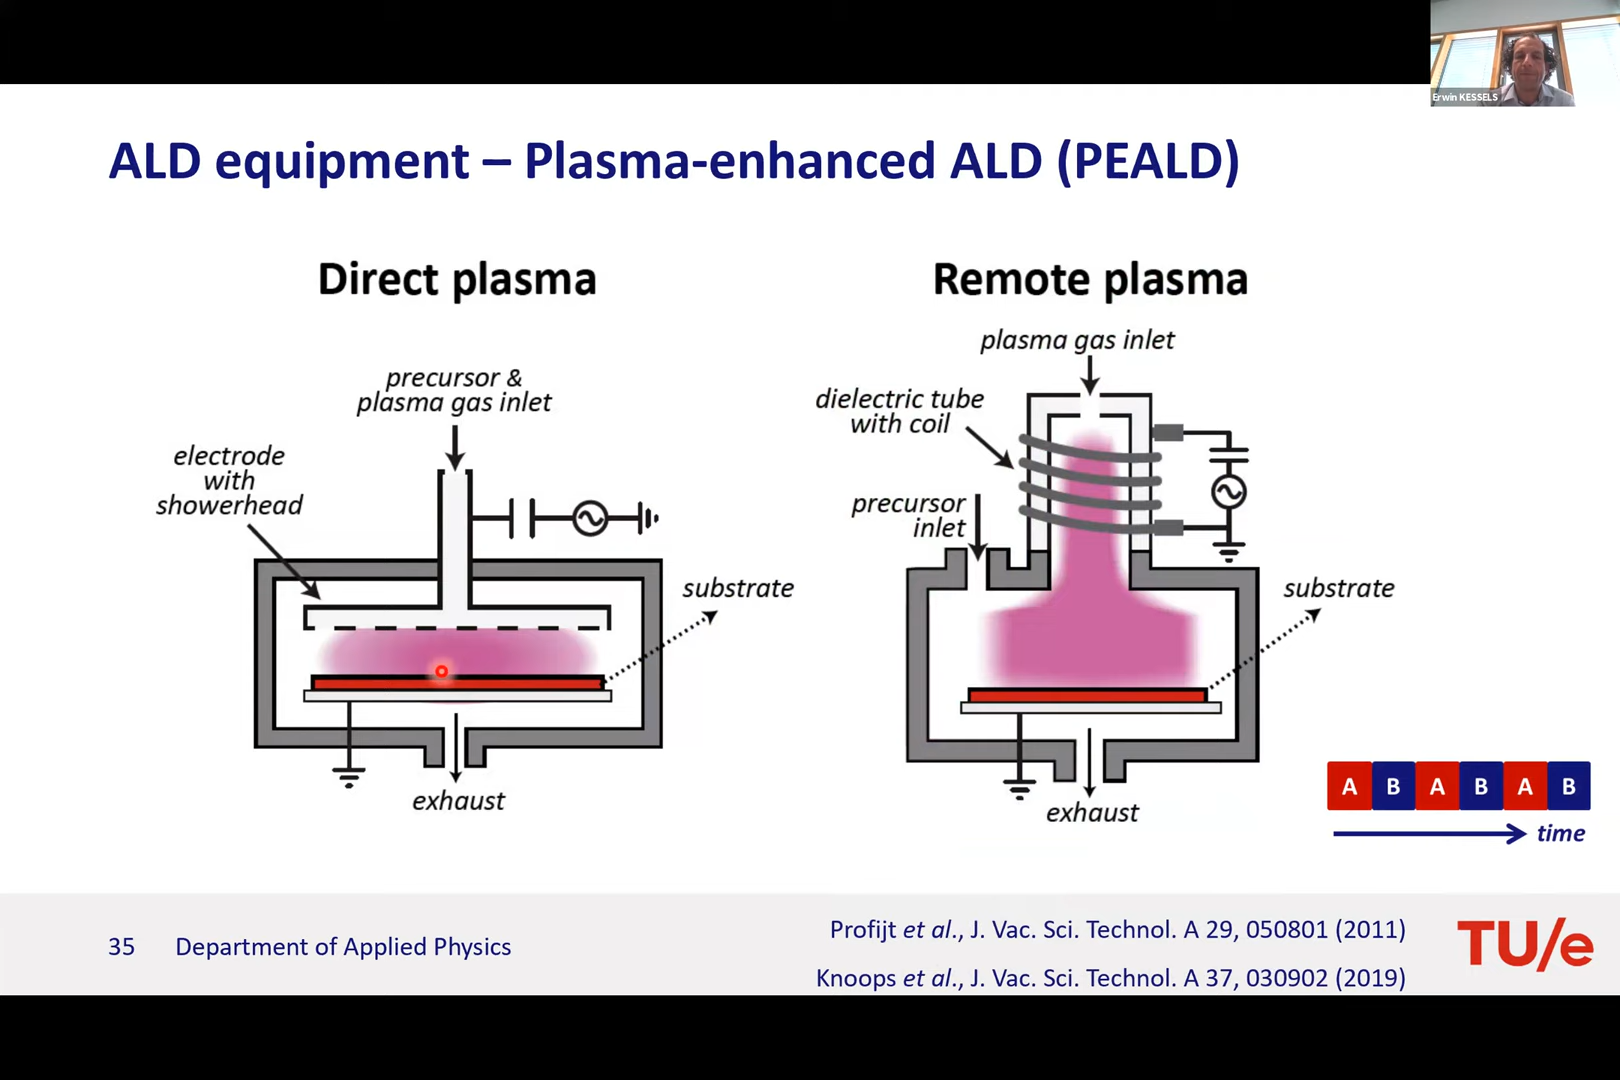 Erwin KESSELS
ALD equipment – Plasma-enhanced ALD (PEALD)
Direct plasma
precursor &
plasma gas inlet
electrode
with
showerhead
substrate
exhaust
Remote plasma
plasma gas inlet
dielectric tube
with coil
precursor
inlet
substrate
exhaust
A B A B A B
time
35 Department of Applied Physics
Profijt et al., J. Vac. Sci. Technol. A 29, 050801 (2011)
Knoops et al., J. Vac. Sci. Technol. A 37, 030902 (2019)
TU/e